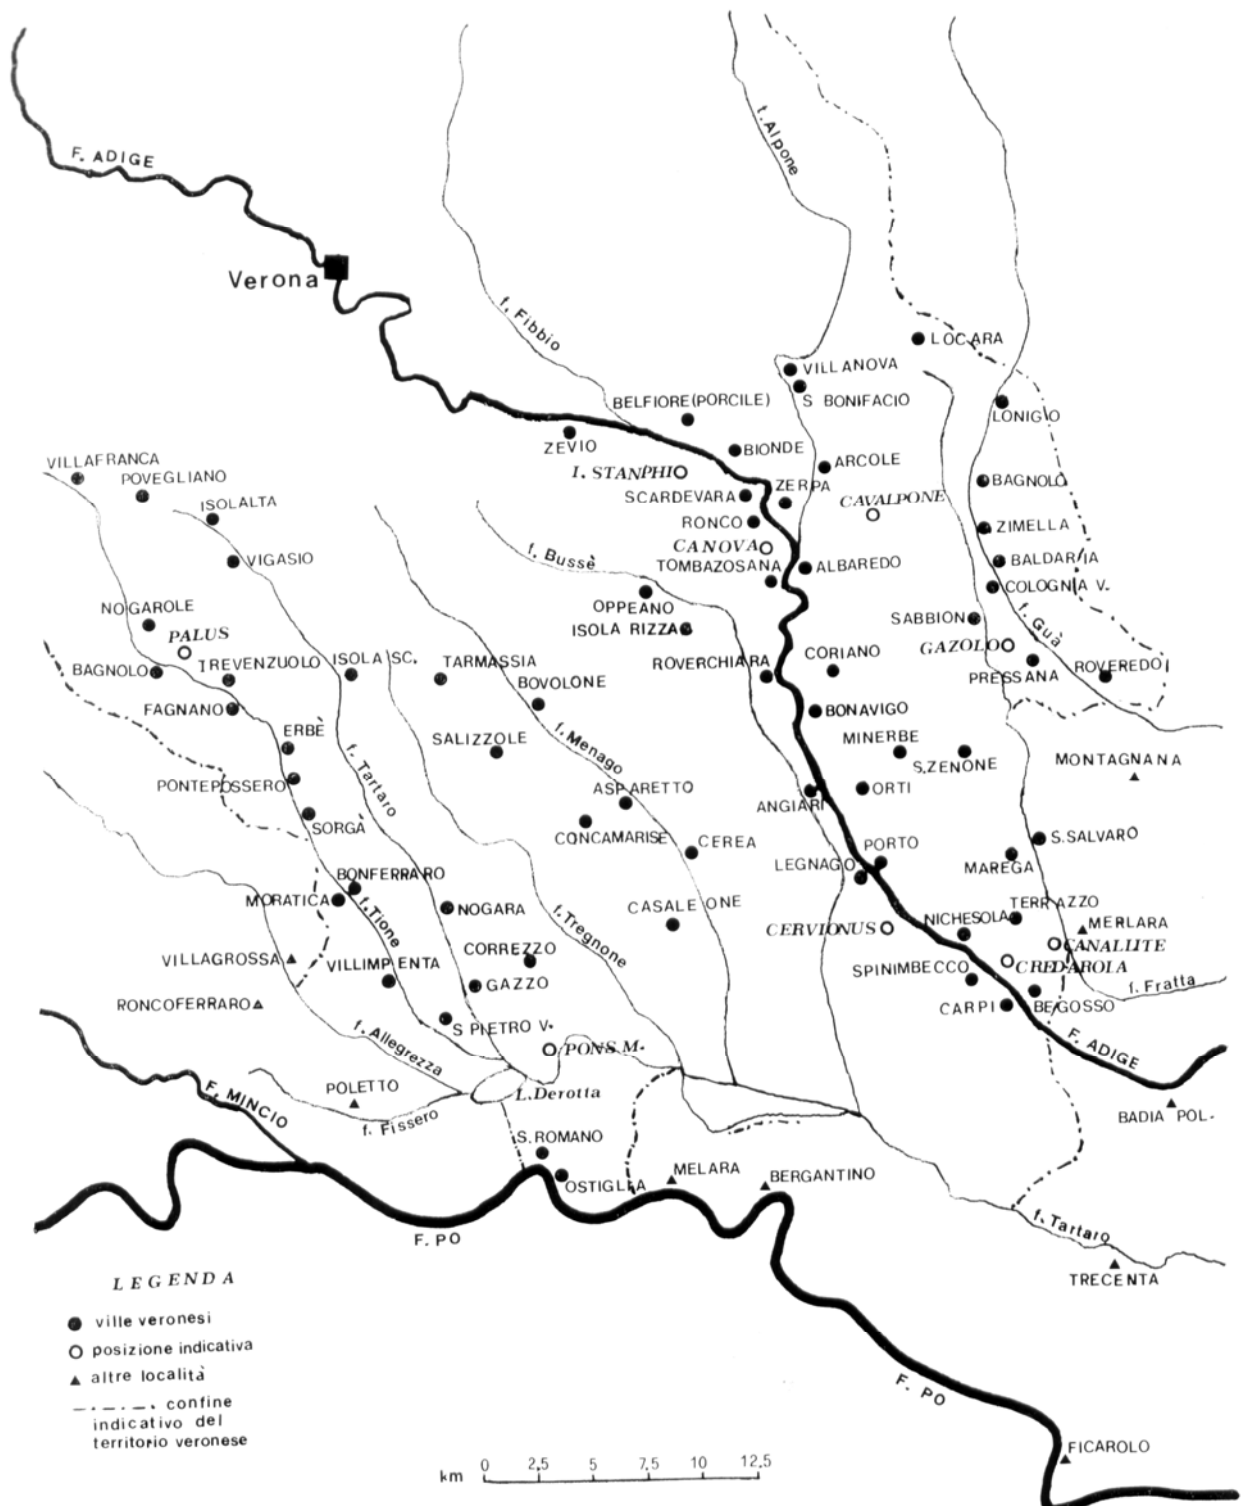 F. ADIGE
Verona
t. Alpone
f. Fibbio
LOCARA
VILLANOVA
S BONIFACIO
LONIGO
BELFIORE (PORCILE)
ZEVIO
BIONDE
ARCOLE
I. STANPHI
ZERPA
BAGNOLO
SCARDEVARA
CAVALPONE
RONCO
ZIMELLA
CANOVA
TOMBAZOSANA
ALBAREDO
BALDARIA
COLOGNA V.
VILLAFRANCA
POVEGLIANO
ISOLALTA
VIGASIO
f. Bussè
OPPEANO
ISOLA RIZZA
SABBION
f. Guà
GAZOLO
NOGAROLE
PALUS
BAGNOLO
TREVENZUOLO
ISOLA SC.
TARMASSIA
BOVOLONE
ROVERCHIARA
CORIANO
PRESSANA
ROVEREDO
FAGNANO
ERBÈ
SALIZZOLE
f. Menago
BONAVIGO
MINERBE
S.ZENONE
MONTAGNANA
PONTEPOSSERO
f. Tartaro
ASPARETTO
ANGIARI
ORTI
SORGÀ
CONCAMARISE
CEREA
LEGNAGO
PORTO
S.SALVARO
MAREGA
BONFERRARO
MORATICA
f. Tione
NOGARA
f. Tregnone
CASALEONE
CERVIONUS
NICHESOLA
TERRAZZO
MERLARA
CANALLITE
VILLAGROSSA
VILLIMPENTA
CORREZZO
GAZZO
SPINIMBECCO
CREDAROLA
f. Fratta
RONCOFERRARO
S PIETRO V.
CARPI
BEGOSSO
f. Allegrezza
PONS M.
F. ADIGE
F. MINCIO
POLETTO
f. Fissero
L. Derotta
BADIA POL.
S. ROMANO
OSTIGLIA
MELARA
BERGANTINO
F. PO
f. Tartaro
TRECENTA
F. PO
FICAROLO
LEGENDA
ville veronesi
posizione indicativa
altre località
confine
indicativo del
territorio veronese
km 0 2,5 5 7,5 10 12,5